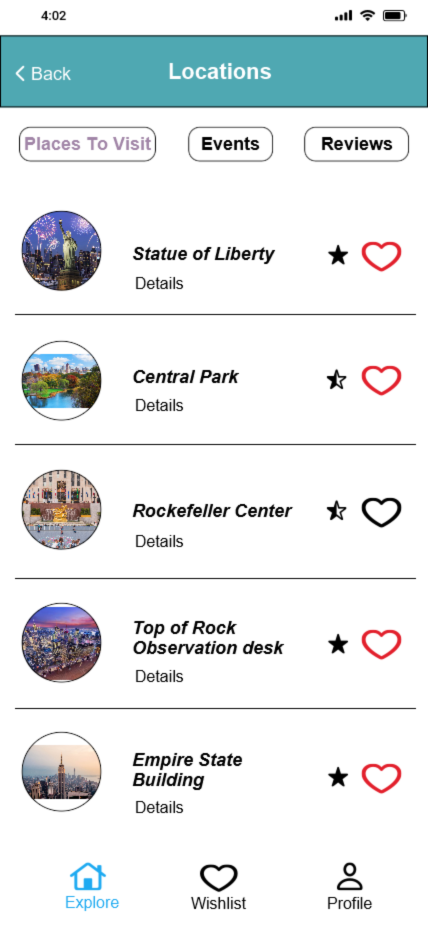 4:02
Back
Locations
Places To Visit
Events
Reviews
Statue of Liberty
Details
Central Park
Details
Rockefeller Center
Details
Top of Rock
Observation desk
Details
Empire State
Building
Details
Explore
Wishlist
Profile